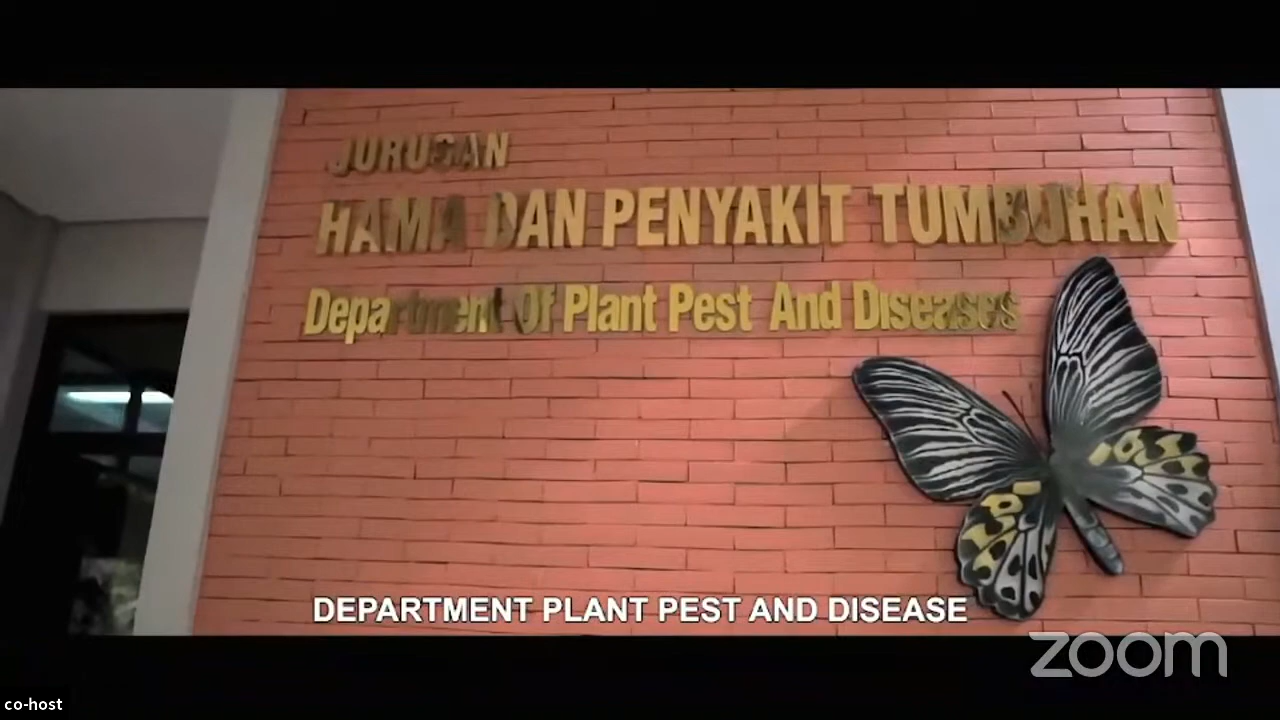 JURUSAN
HAMA DAN PENYAKIT TUMBUHAN
Department Of Plant Pest And Diseases
DEPARTMENT PLANT PEST AND DISEASE
zoom
co-host